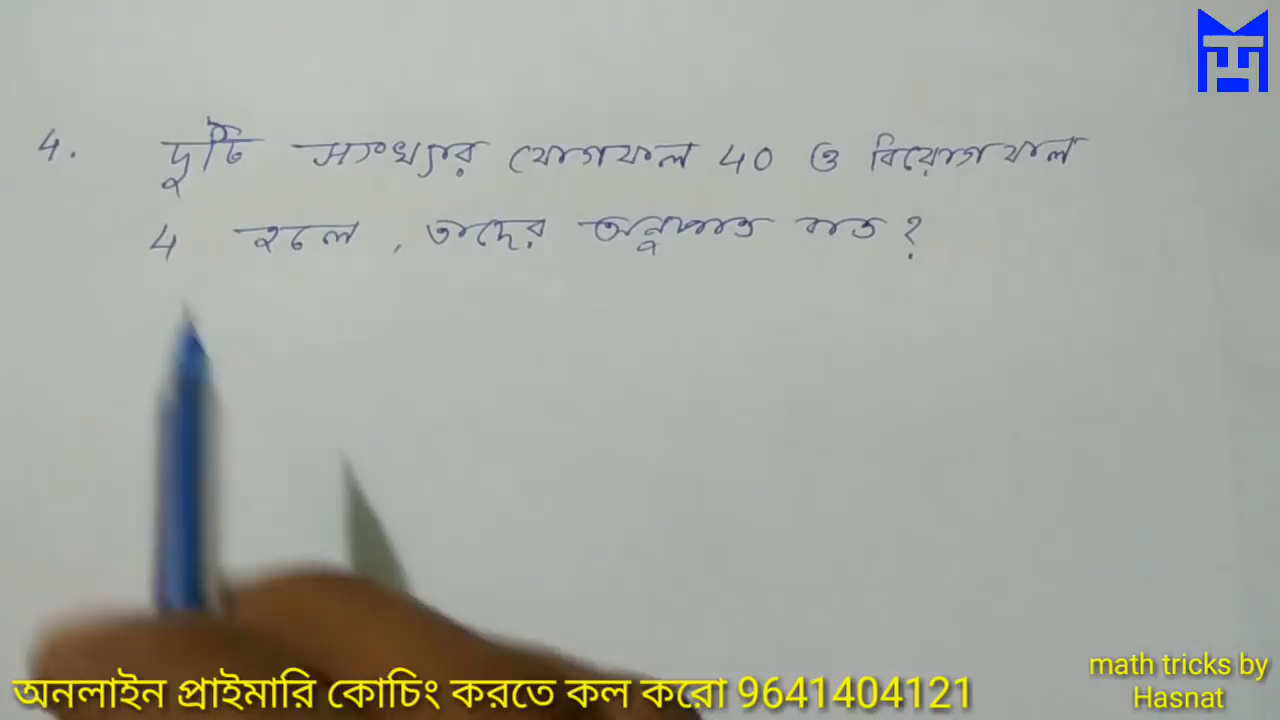 4. দুটি সংখ্যার যোগফল 40 ও বিয়োগফল
4 হলে, তাদের অনুপাত কত?
অনলাইন প্রাইমারি কোচিং করতে কল করো 9641404121
math tricks by
Hasnat